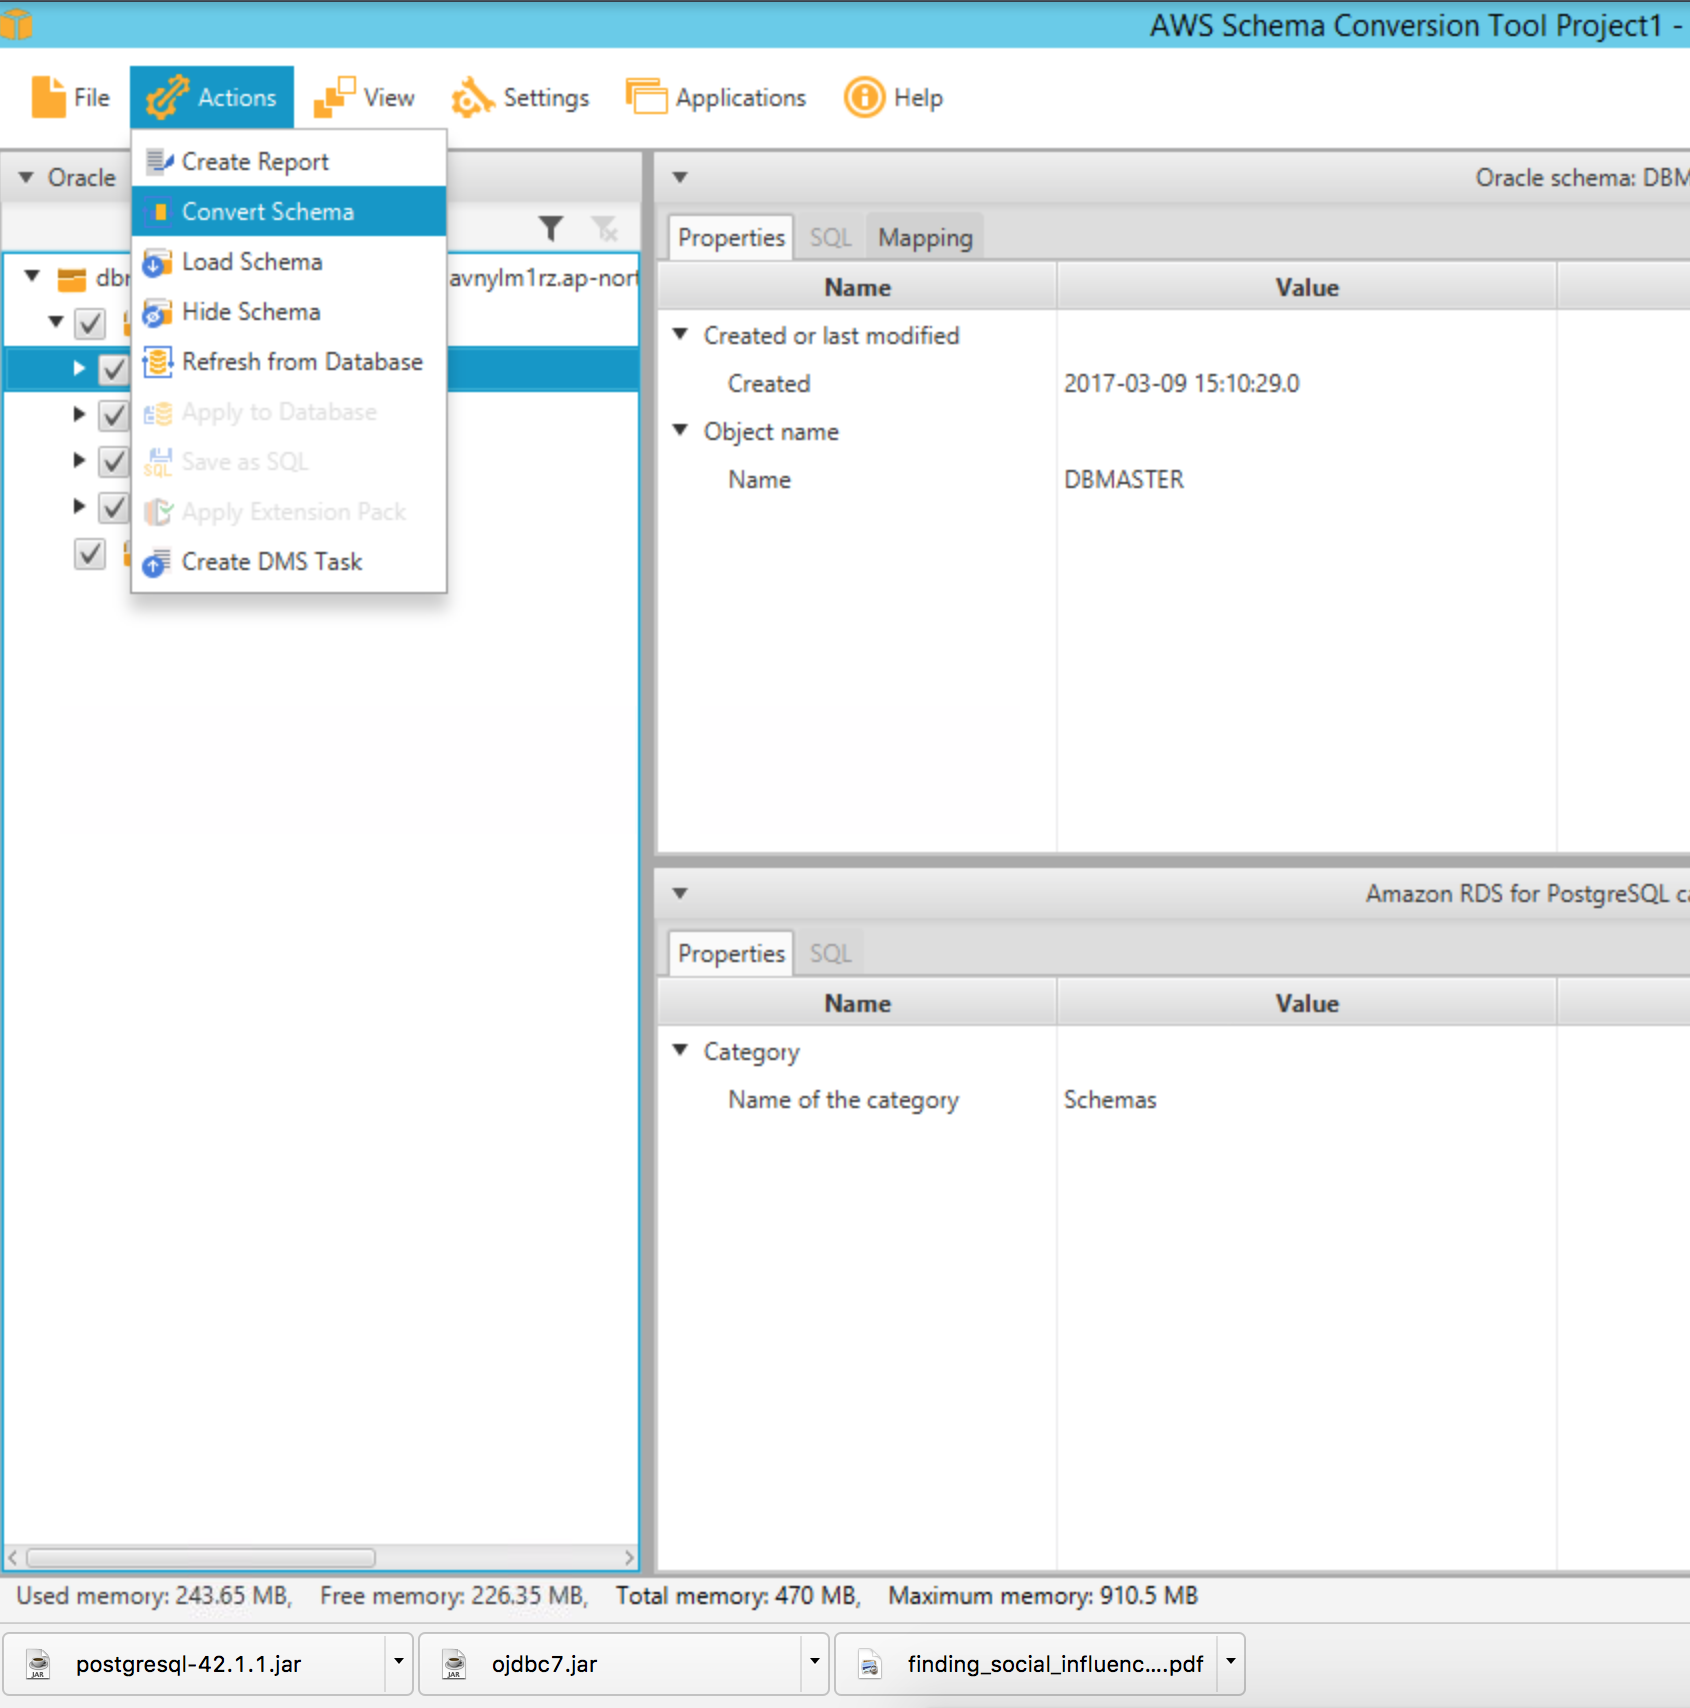 AWS Schema Conversion Tool Project1 -
File Actions View Settings Applications Help
Create Report
Convert Schema
Load Schema
Hide Schema
Refresh from Database
Apply to Database
Save as SQL
Apply Extension Pack
Create DMS Task
Oracle
dbm
avnylm1rz.ap-nort
Oracle schema: DBM
Properties SQL Mapping
Name Value
Created or last modified
Created 2017-03-09 15:10:29.0
Object name
Name DBMASTER
Amazon RDS for PostgreSQL ca
Properties SQL
Name Value
Category
Name of the category Schemas
Used memory: 243.65 MB, Free memory: 226.35 MB, Total memory: 470 MB, Maximum memory: 910.5 MB
postgresql-42.1.1.jar
ojdbc7.jar
finding_social_influenc....pdf